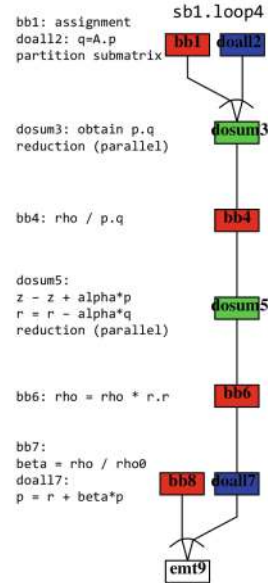 sb1.loop4
bb1: assignment
doall2: q=A.p
partition submatrix
bb1 doall2
dosum3: obtain p.q
reduction (parallel)
dosum3
bb4: rho / p.q
bb4
dosum5:
z - z + alpha*p
r = r - alpha*q
reduction (parallel)
dosum5
bb6: rho = rho * r.r
bb6
bb7:
beta = rho / rho0
doall7:
p = r + beta*p
bb8 doall7
emt9